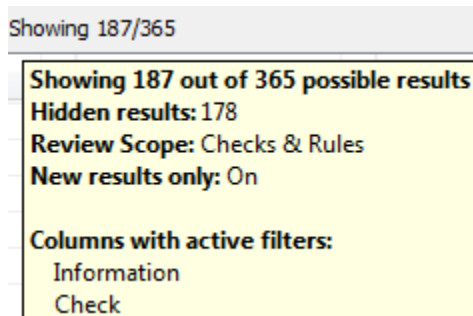 Showing 187/365
Showing 187 out of 365 possible results
Hidden results: 178
Review Scope: Checks & Rules
New results only: On
Columns with active filters:
Information
Check